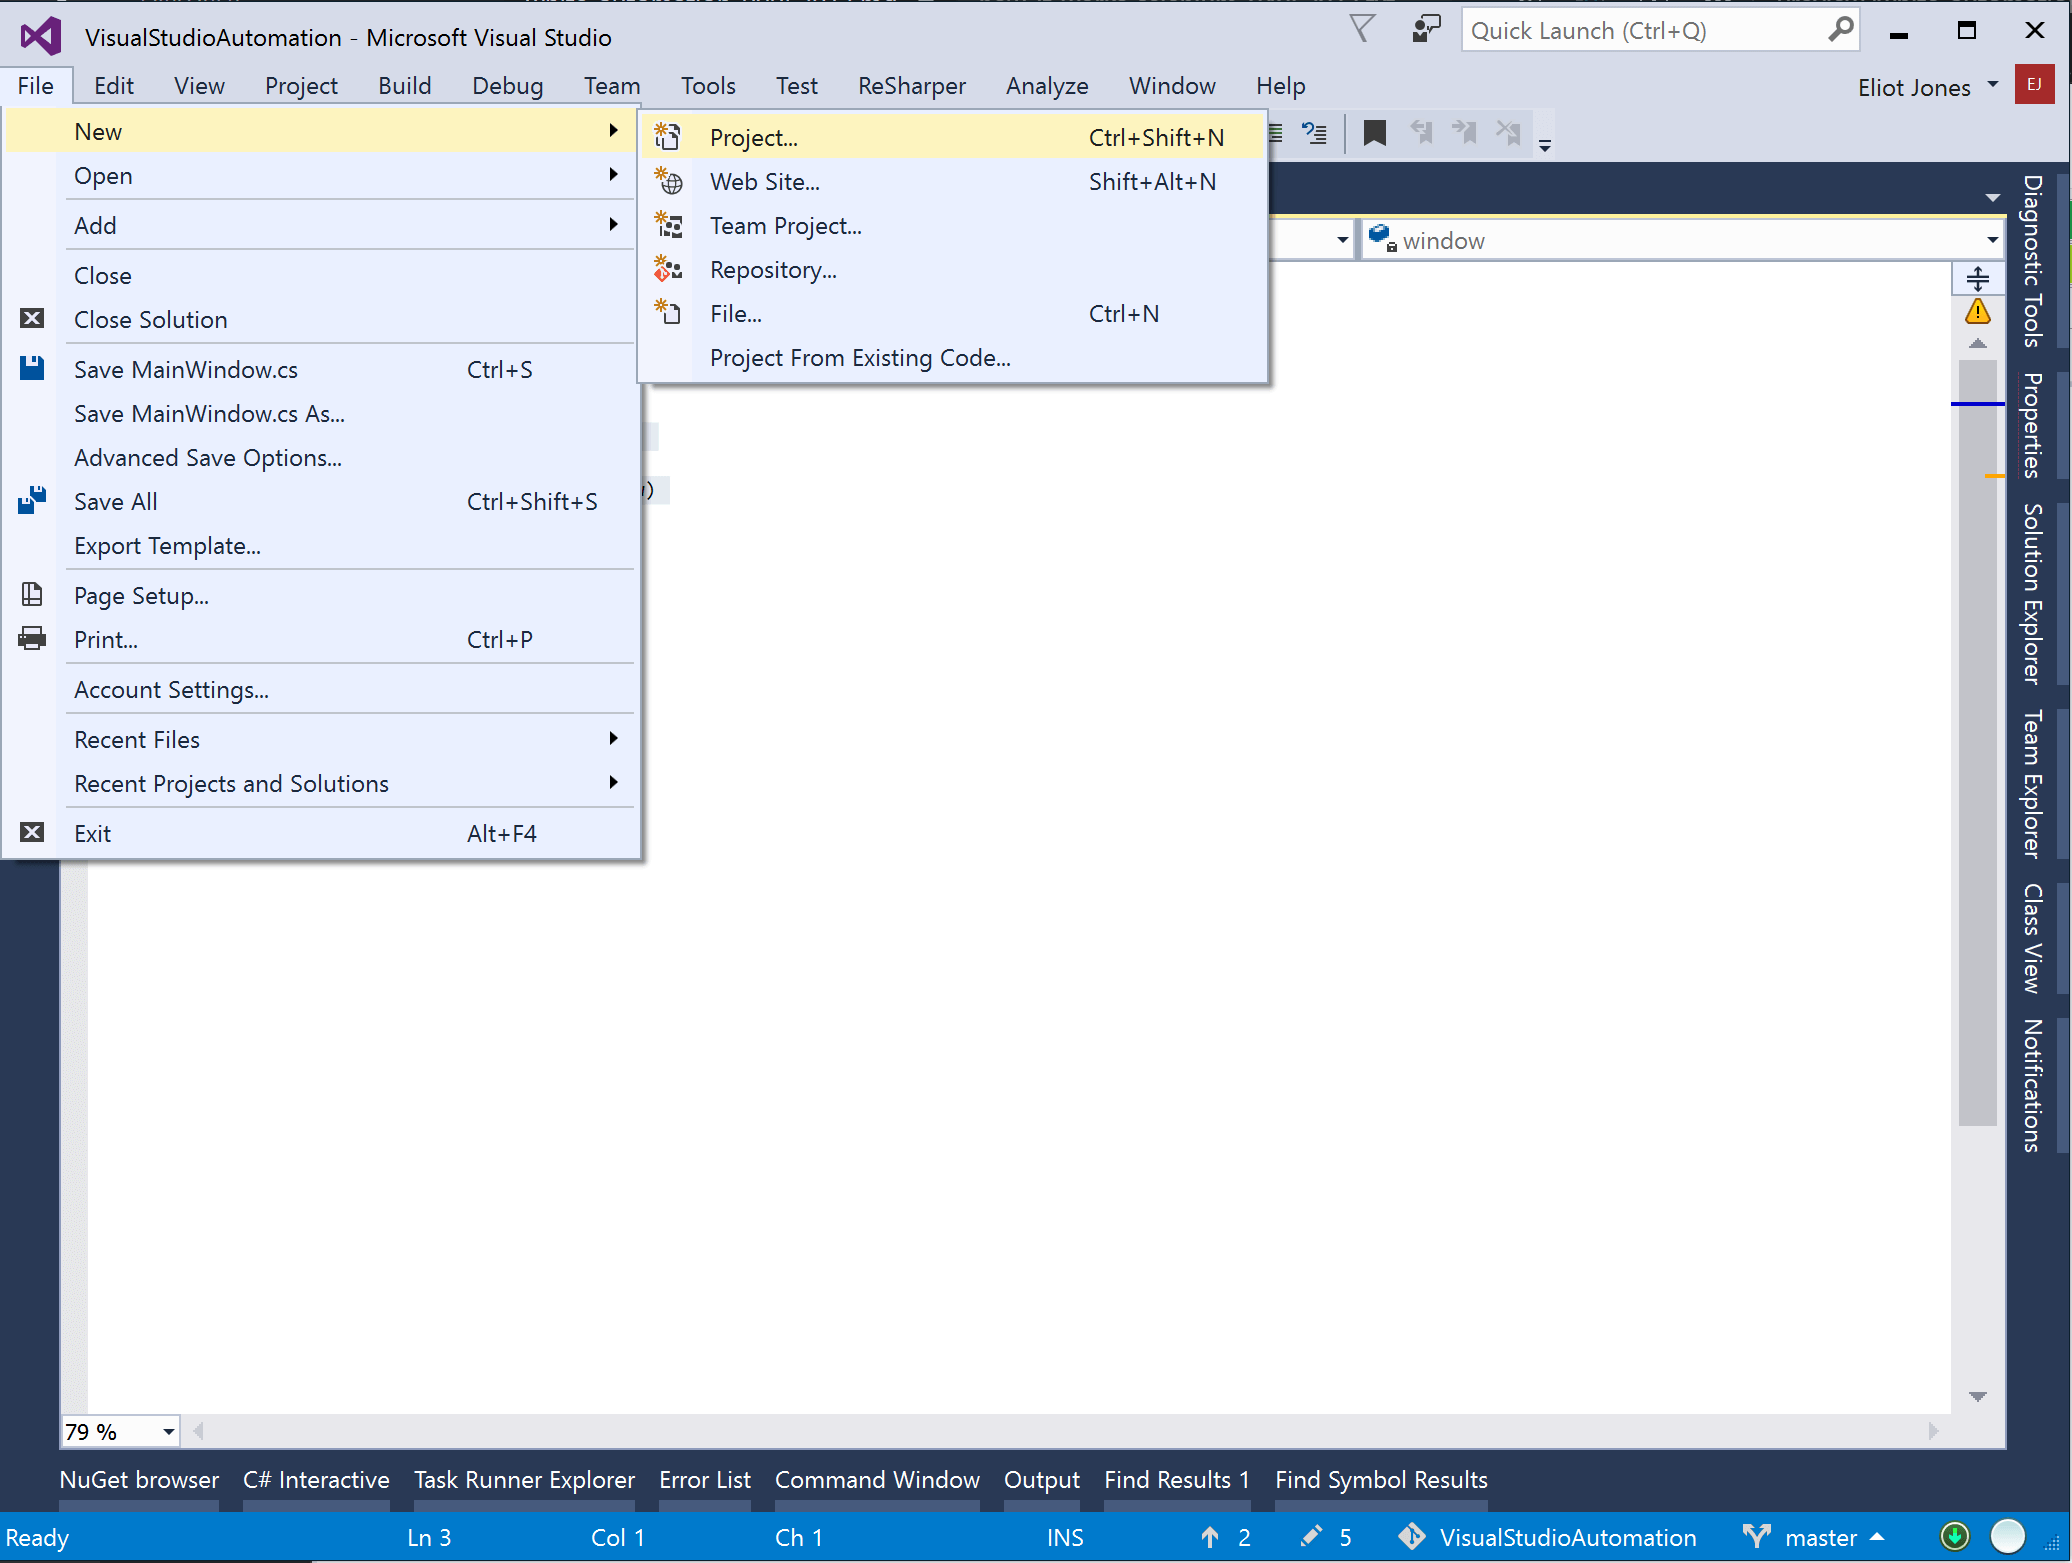 VisualStudioAutomation - Microsoft Visual Studio
Quick Launch (Ctrl+Q)
File Edit View Project Build Debug Team Tools Test ReSharper Analyze Window Help
Eliot Jones
EJ
New
Open
Add
Close
Close Solution
Save MainWindow.cs Ctrl+S
Save MainWindow.cs As...
Advanced Save Options...
Save All Ctrl+Shift+S
Export Template...
Page Setup...
Print... Ctrl+P
Account Settings...
Recent Files
Recent Projects and Solutions
Exit Alt+F4
Project... Ctrl+Shift+N
Web Site... Shift+Alt+N
Team Project...
Repository...
File... Ctrl+N
Project From Existing Code...
window
)
Diagnostic Tools
Properties
Solution Explorer
Team Explorer
Class View
Notifications
79 %
NuGet browser C# Interactive Task Runner Explorer Error List Command Window Output Find Results 1 Find Symbol Results
Ready Ln 3 Col 1 Ch 1 INS 2 5 VisualStudioAutomation master